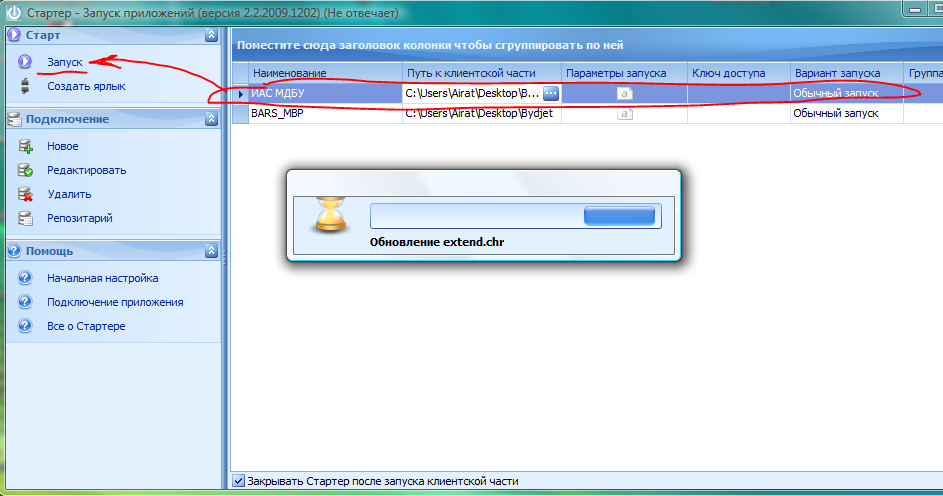 Стартер - Запуск приложений (версия 2.2.2009.1202) (Не отвечает)
Старт
Запуск
Создать ярлык
Подключение
Новое
Редактировать
Удалить
Репозитарий
Помощь
Начальная настройка
Подключение приложения
Все о Стартере
Поместите сюда заголовок колонки чтобы сгруппировать по ней
Наименование Путь к клиентской части Параметры запуска Ключ доступа Вариант запуска Группа
ИАС МДБУ C:\Users\Airat\Desktop\B... a Обычный запуск
BARS_MBP C:\Users\Airat\Desktop\Bydjet a Обычный запуск
Обновление extend.chr
Закрывать Стартер после запуска клиентской части